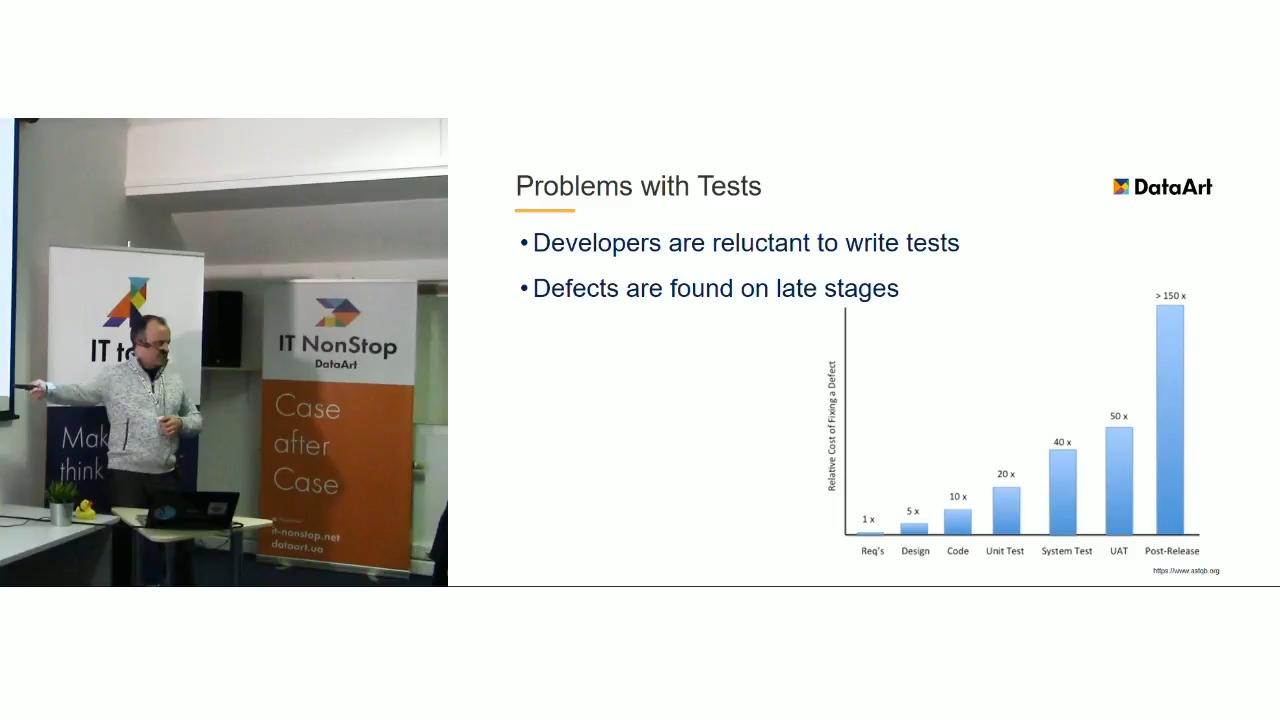 IT to
Mak
think
IT NonStop
DataArt
Case
after
Case
it-nonstop.net
dataart.ua
Problems with Tests
DataArt
• Developers are reluctant to write tests
• Defects are found on late stages
Relative Cost of Fixing a Defect
1 x
5 x
10 x
20 x
40 x
50 x
> 150 x
Req's
Design
Code
Unit Test
System Test
UAT
Post-Release
https://www.astqb.org